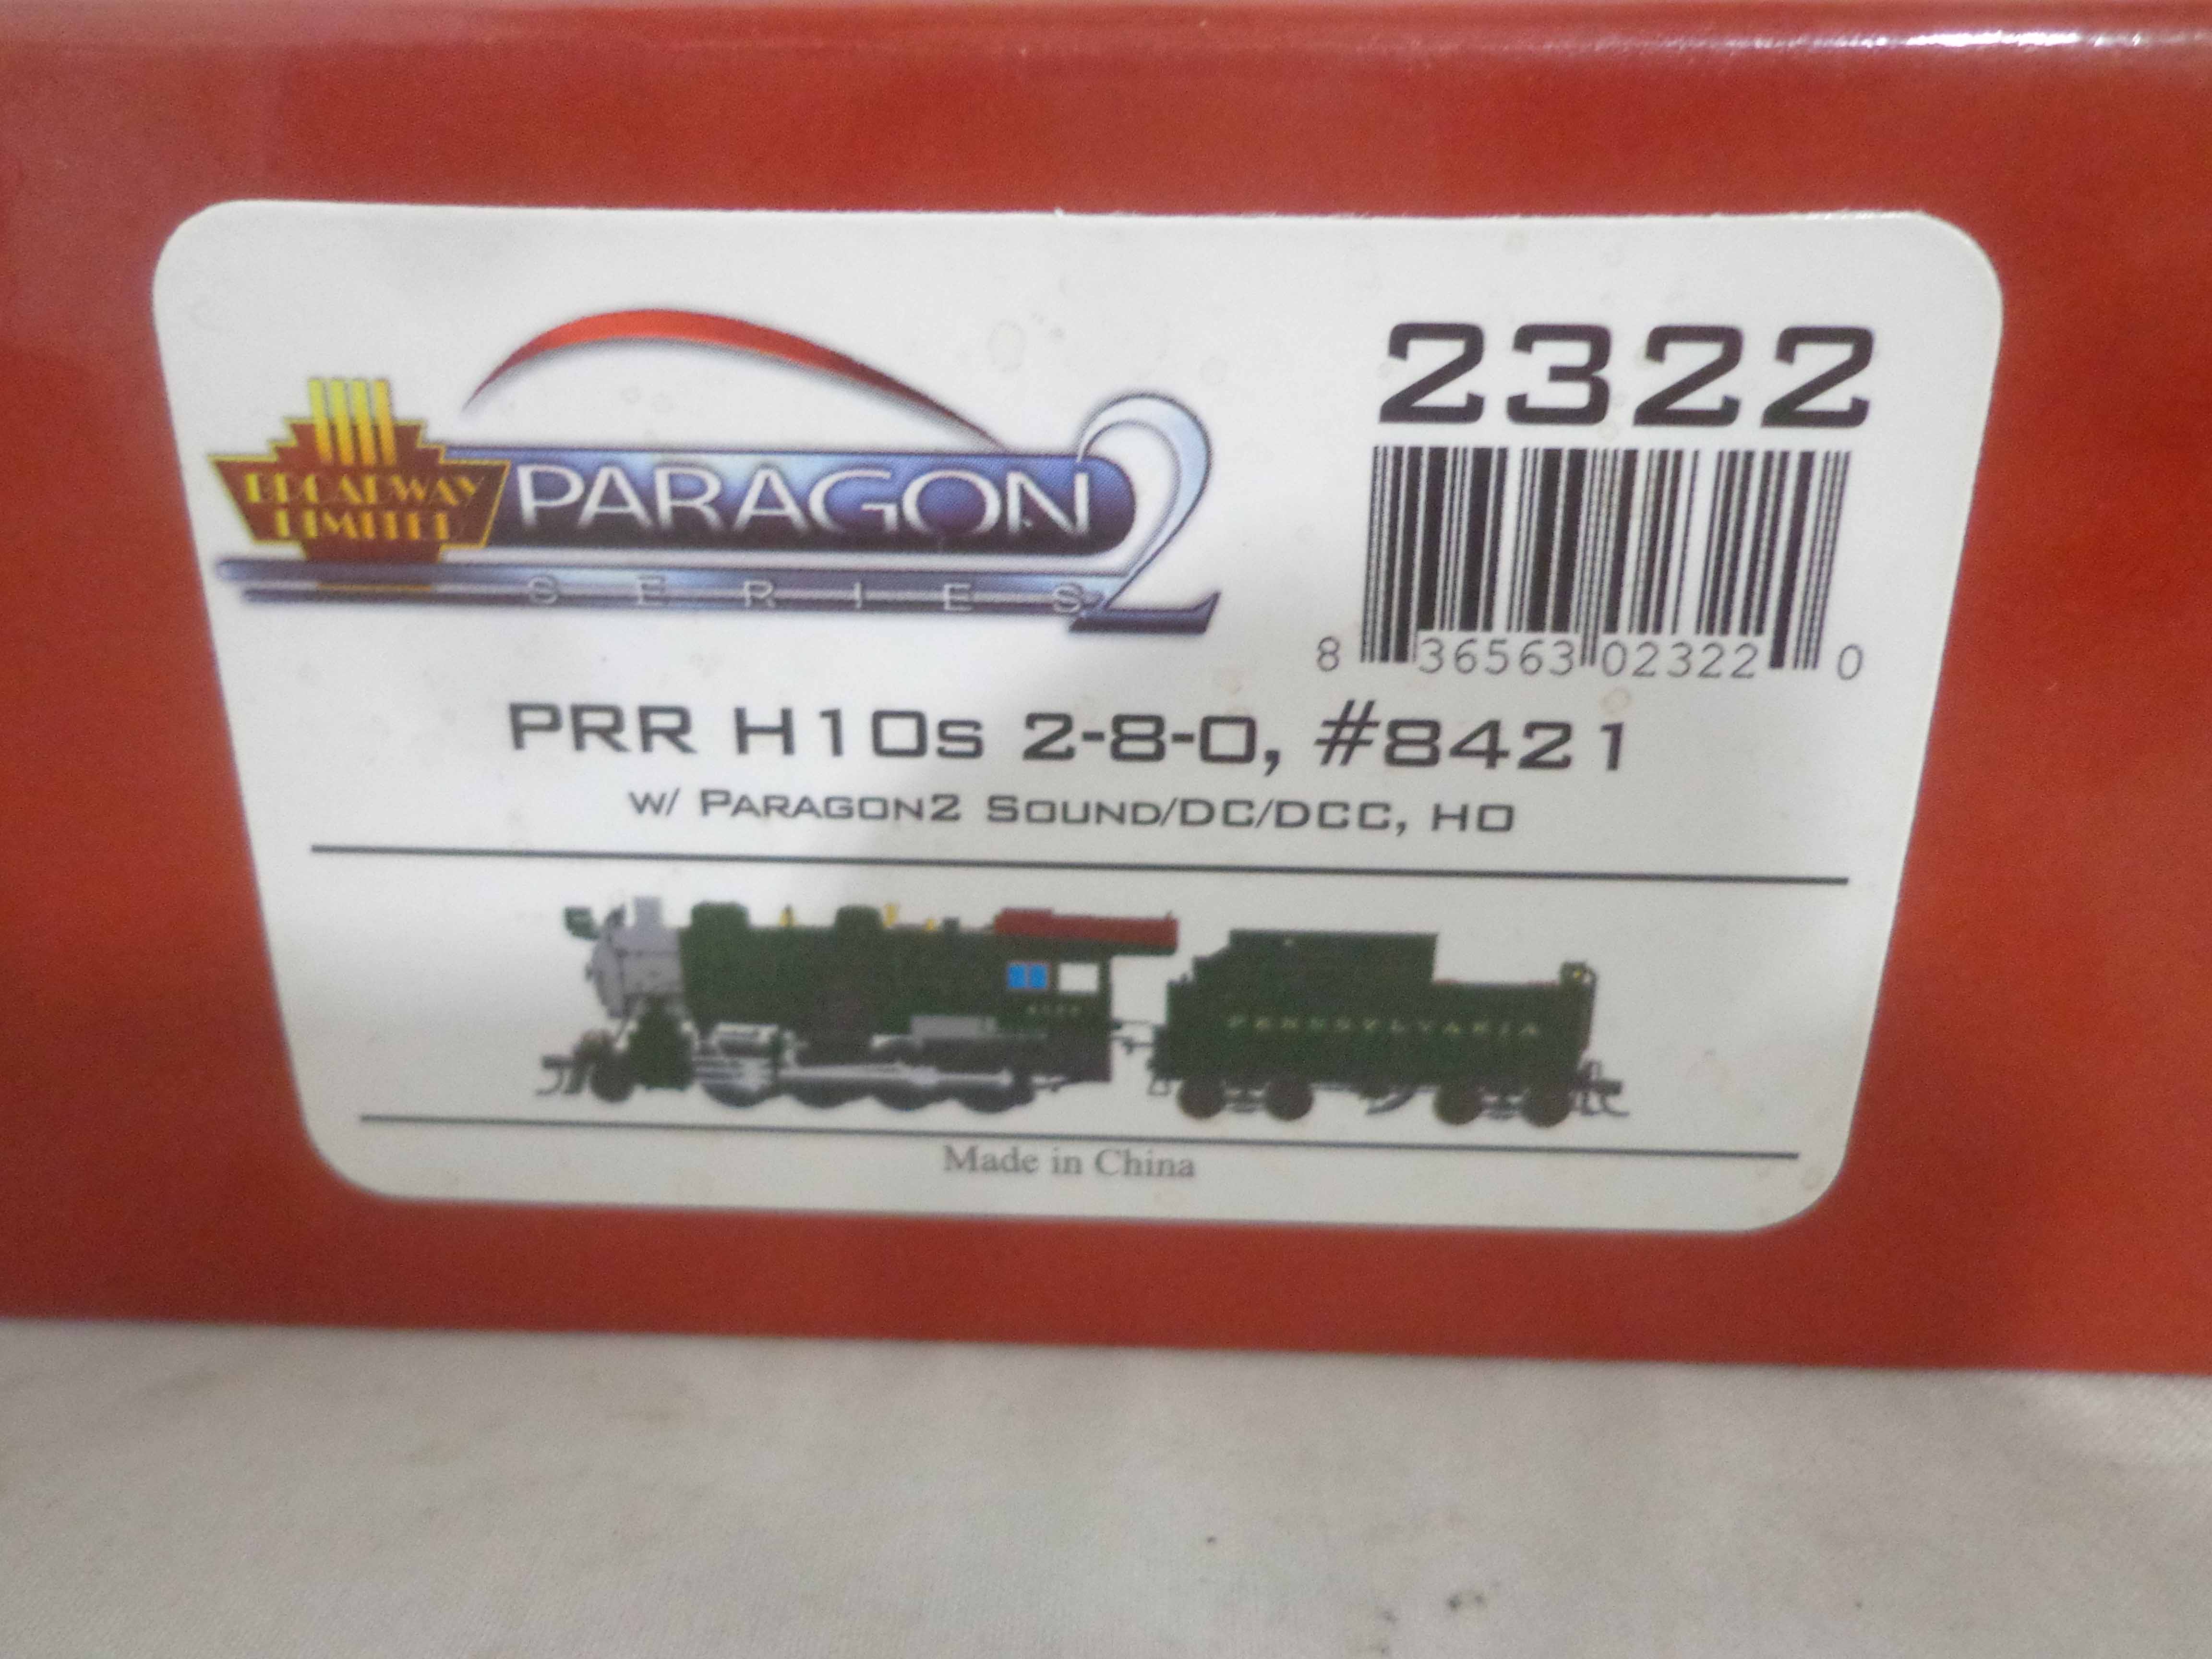 2322
BROADWAY
LIMITED
PARAGON 2
SERIES
8 36563 02322 0
PRR H10s 2-8-0, #8421
w/ Paragon2 Sound/DC/DCC, HO
PENNSYLVANIA
Made in China